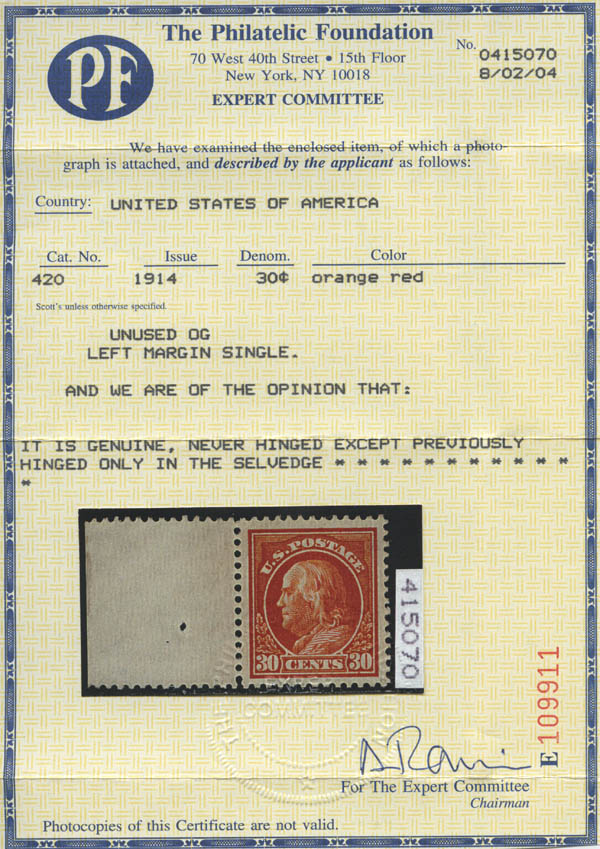 PF
The Philatelic Foundation
70 West 40th Street • 15th Floor
New York, NY 10018
EXPERT COMMITTEE
No. 0415070
8/02/04
We have examined the enclosed item, of which a photo-
graph is attached, and described by the applicant as follows:
Country: UNITED STATES OF AMERICA
Cat. No. Issue Denom. Color
420 1914 30¢ orange red
Scott's unless otherwise specified.
UNUSED OG
LEFT MARGIN SINGLE.
AND WE ARE OF THE OPINION THAT:
IT IS GENUINE, NEVER HINGED EXCEPT PREVIOUSLY
HINGED ONLY IN THE SELVEDGE * * * * * * * * * * *
*
U.S. POSTAGE
30 CENTS 30
415070
COMMITTEE
E 109911
For The Expert Committee
Chairman
Photocopies of this Certificate are not valid.